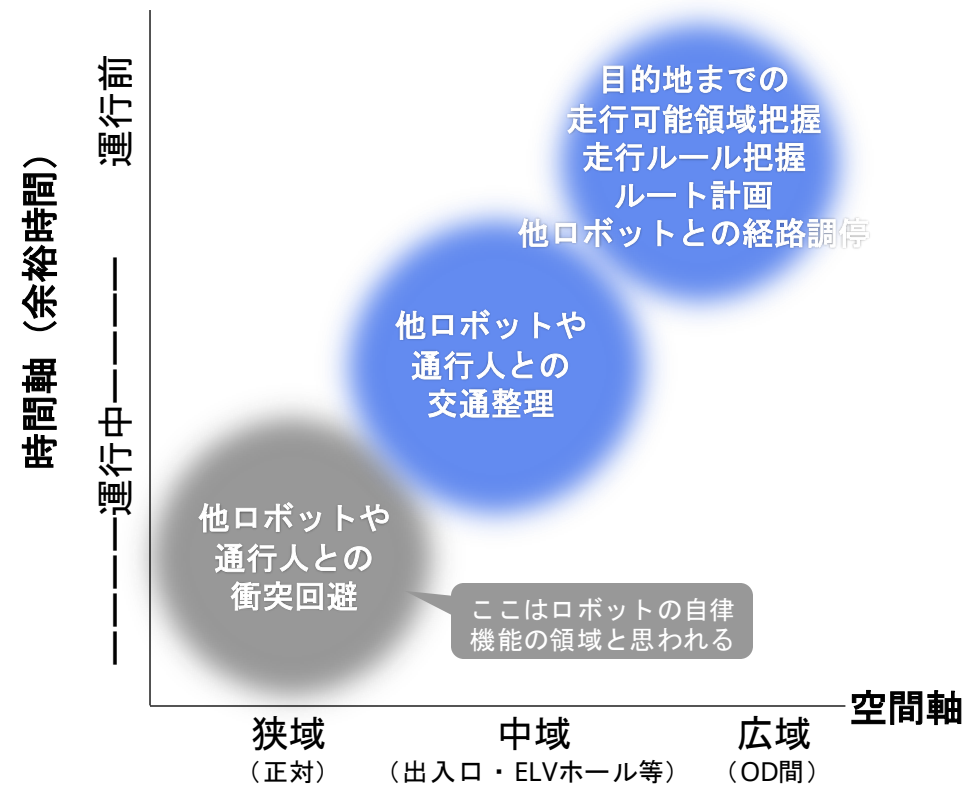 目的地までの
走行可能領域把握
走行ルール把握
ルート計画
他ロボットとの経路調停
他ロボットや
通行人との
交通整理
他ロボットや
通行人との
衝突回避
ここはロボットの自律
機能の領域と思われる
時間軸（余裕時間）
運行前
運行中
空間軸
狭域
（正対）
中域
（出入口・ELVホール等）
広域
（OD間）